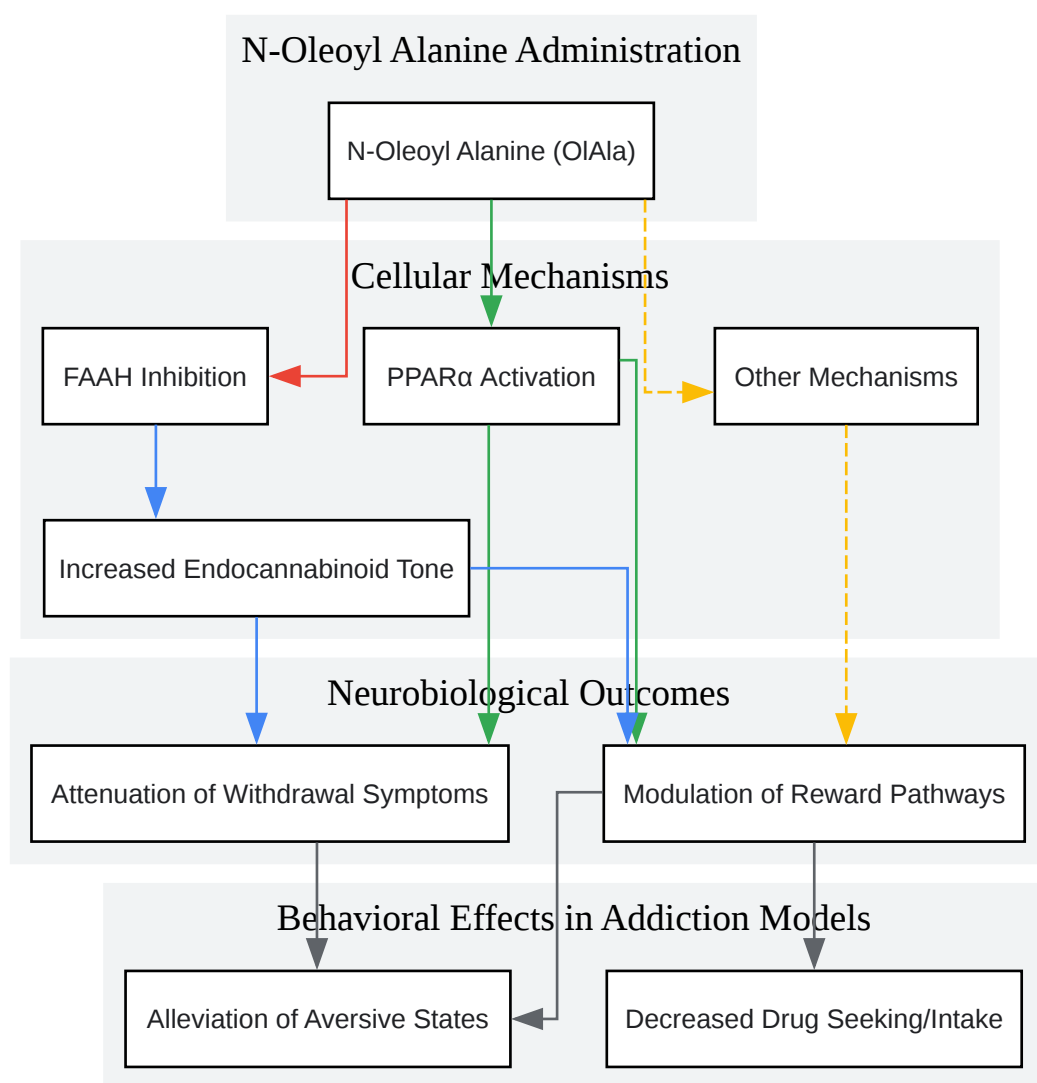 N-Oleoyl Alanine Administration
N-Oleoyl Alanine (OlAla)
Cellular Mechanisms
FAAH Inhibition
PPARα Activation
Other Mechanisms
Increased Endocannabinoid Tone
Neurobiological Outcomes
Attenuation of Withdrawal Symptoms
Modulation of Reward Pathways
Behavioral Effects in Addiction Models
Alleviation of Aversive States
Decreased Drug Seeking/Intake